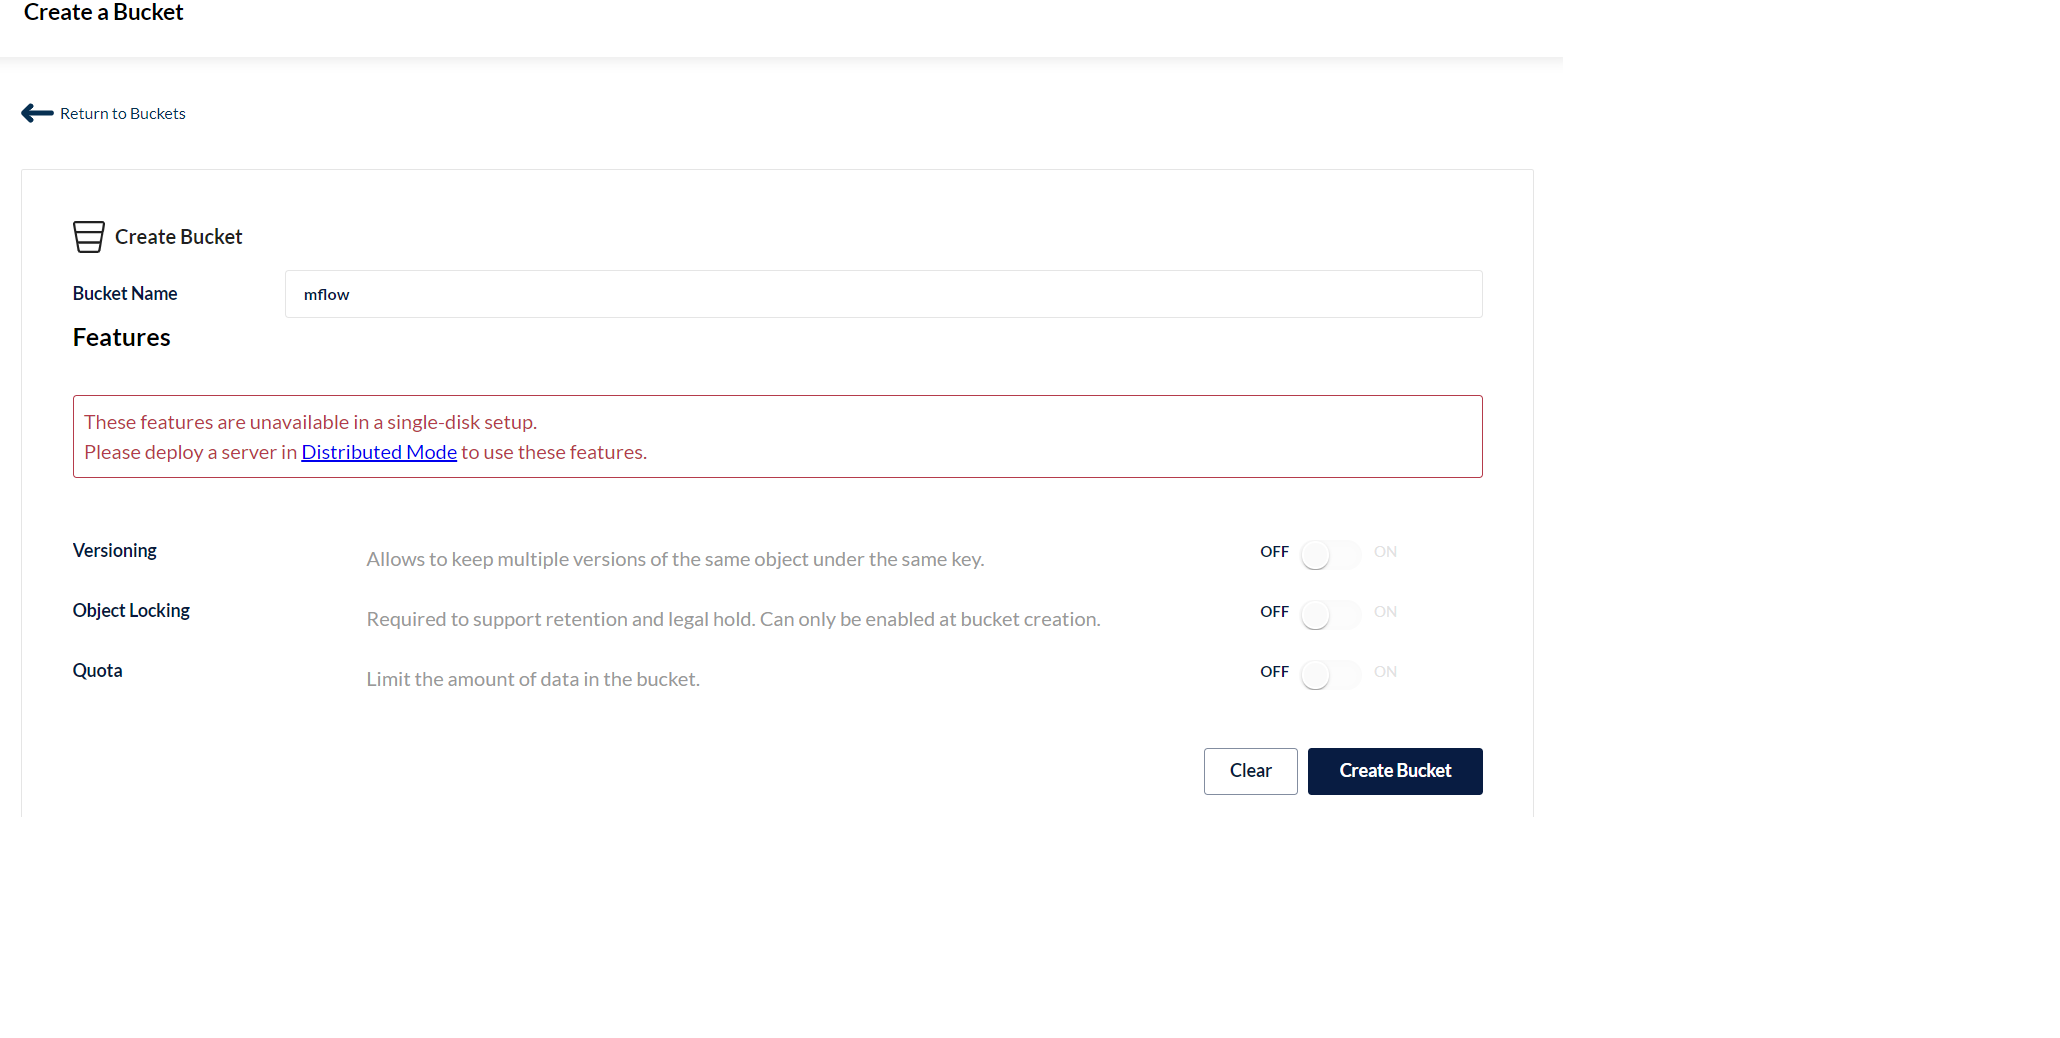 Create a Bucket
Return to Buckets
Create Bucket
Bucket Name
mflow
Features
These features are unavailable in a single-disk setup.
Please deploy a server in Distributed Mode to use these features.
Versioning
Allows to keep multiple versions of the same object under the same key.
OFF ON
Object Locking
Required to support retention and legal hold. Can only be enabled at bucket creation.
OFF ON
Quota
Limit the amount of data in the bucket.
OFF ON
Clear
Create Bucket